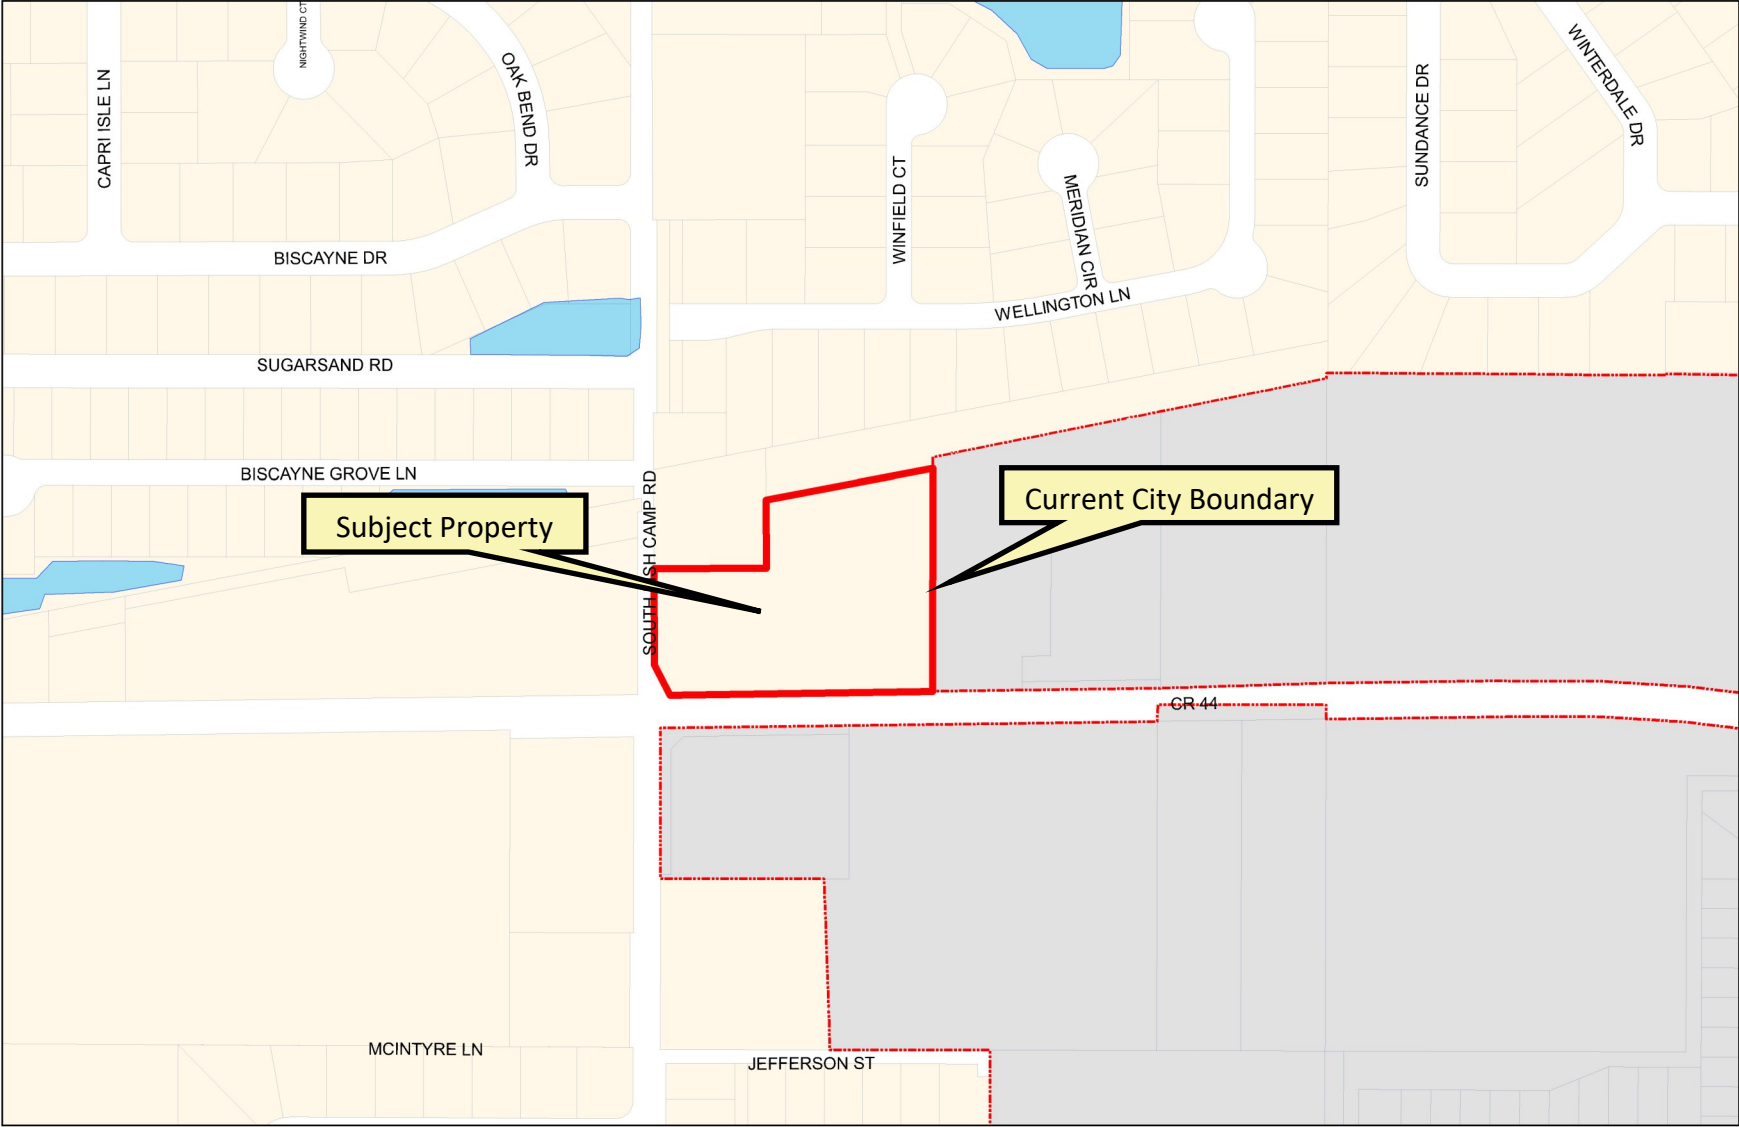 NIGHTWIND CT
CAPRI ISLE LN
OAK BEND DR
WINTERDALE DR
SUNDANCE DR
WINFIELD CT
MERIDIAN CIR
BISCAYNE DR
WELLINGTON LN
SUGARSAND RD
BISCAYNE GROVE LN
Subject Property
Current City Boundary
SOUTH SH CAMP RD
CR 44
MCINTYRE LN
JEFFERSON ST